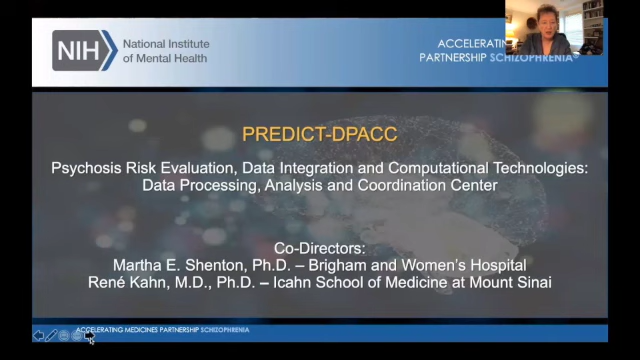 NIH
National Institute
of Mental Health
ACCELERATING
PARTNERSHIP SCHIZOPHRENIA
PREDICT-DPACC
Psychosis Risk Evaluation, Data Integration and Computational Technologies:
Data Processing, Analysis and Coordination Center
Co-Directors:
Martha E. Shenton, Ph.D. – Brigham and Women's Hospital
René Kahn, M.D., Ph.D. – Icahn School of Medicine at Mount Sinai
ACCELERATING MEDICINES PARTNERSHIP SCHIZOPHRENIA